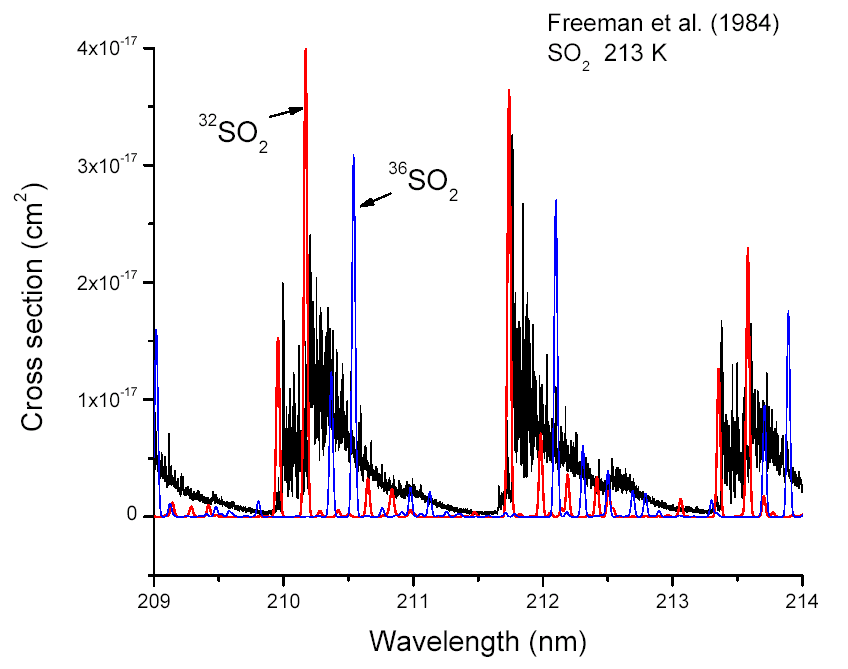 Freeman et al. (1984)
SO₂ 213 K
³²SO₂
³⁶SO₂
Cross section (cm²)
4x10⁻¹⁷
3x10⁻¹⁷
2x10⁻¹⁷
1x10⁻¹⁷
0
209 210 211 212 213 214
Wavelength (nm)